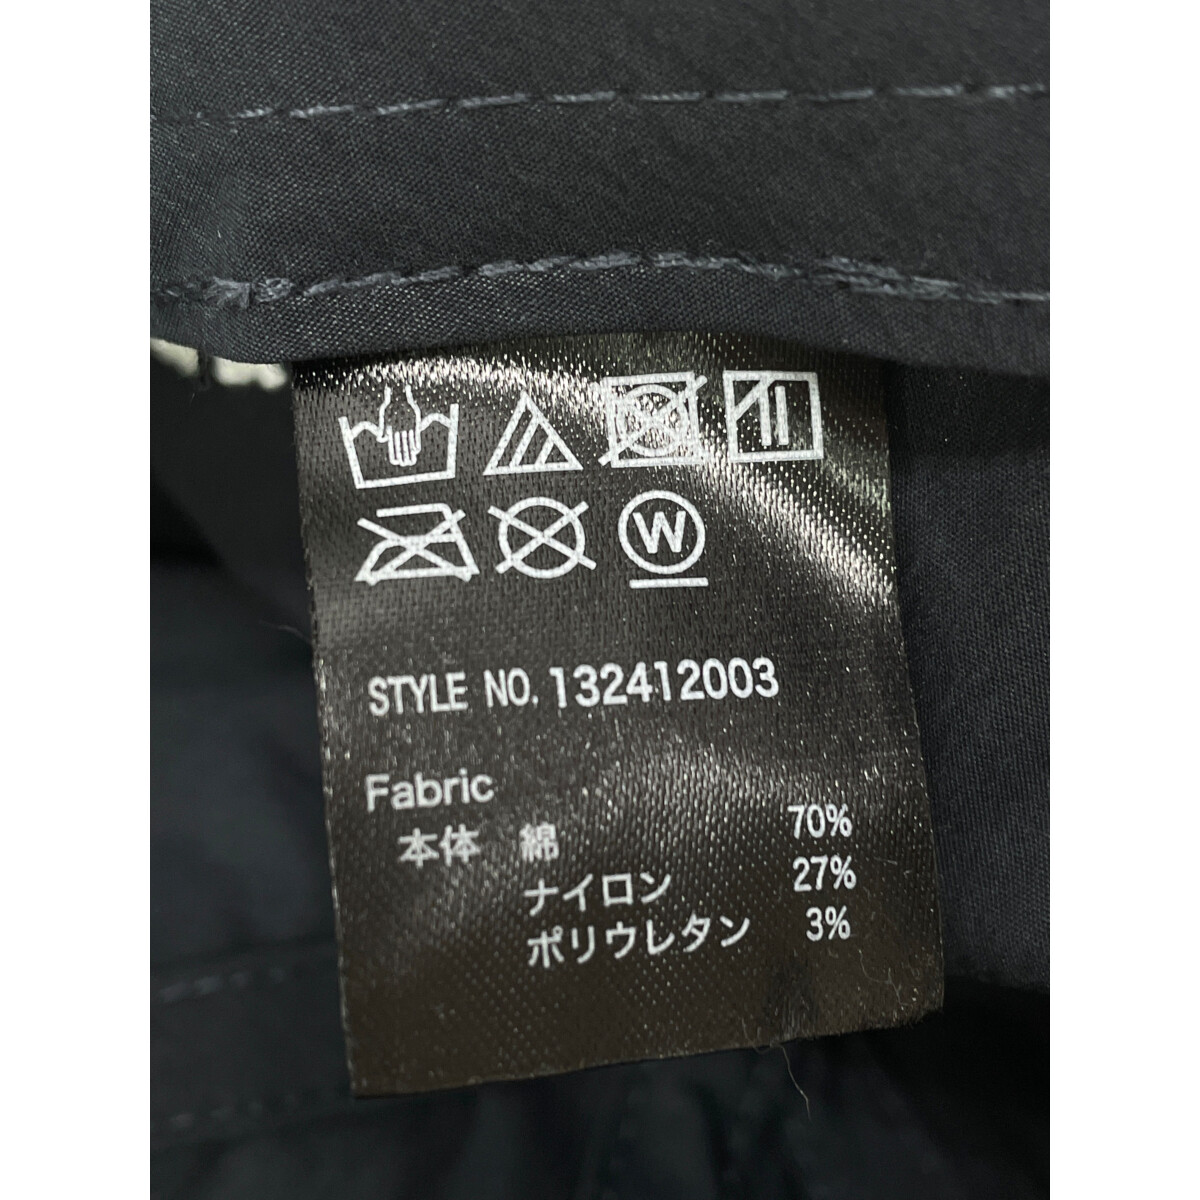 W
STYLE NO. 132412003
Fabric
本体 綿 70%
ナイロン 27%
ポリウレタン 3%